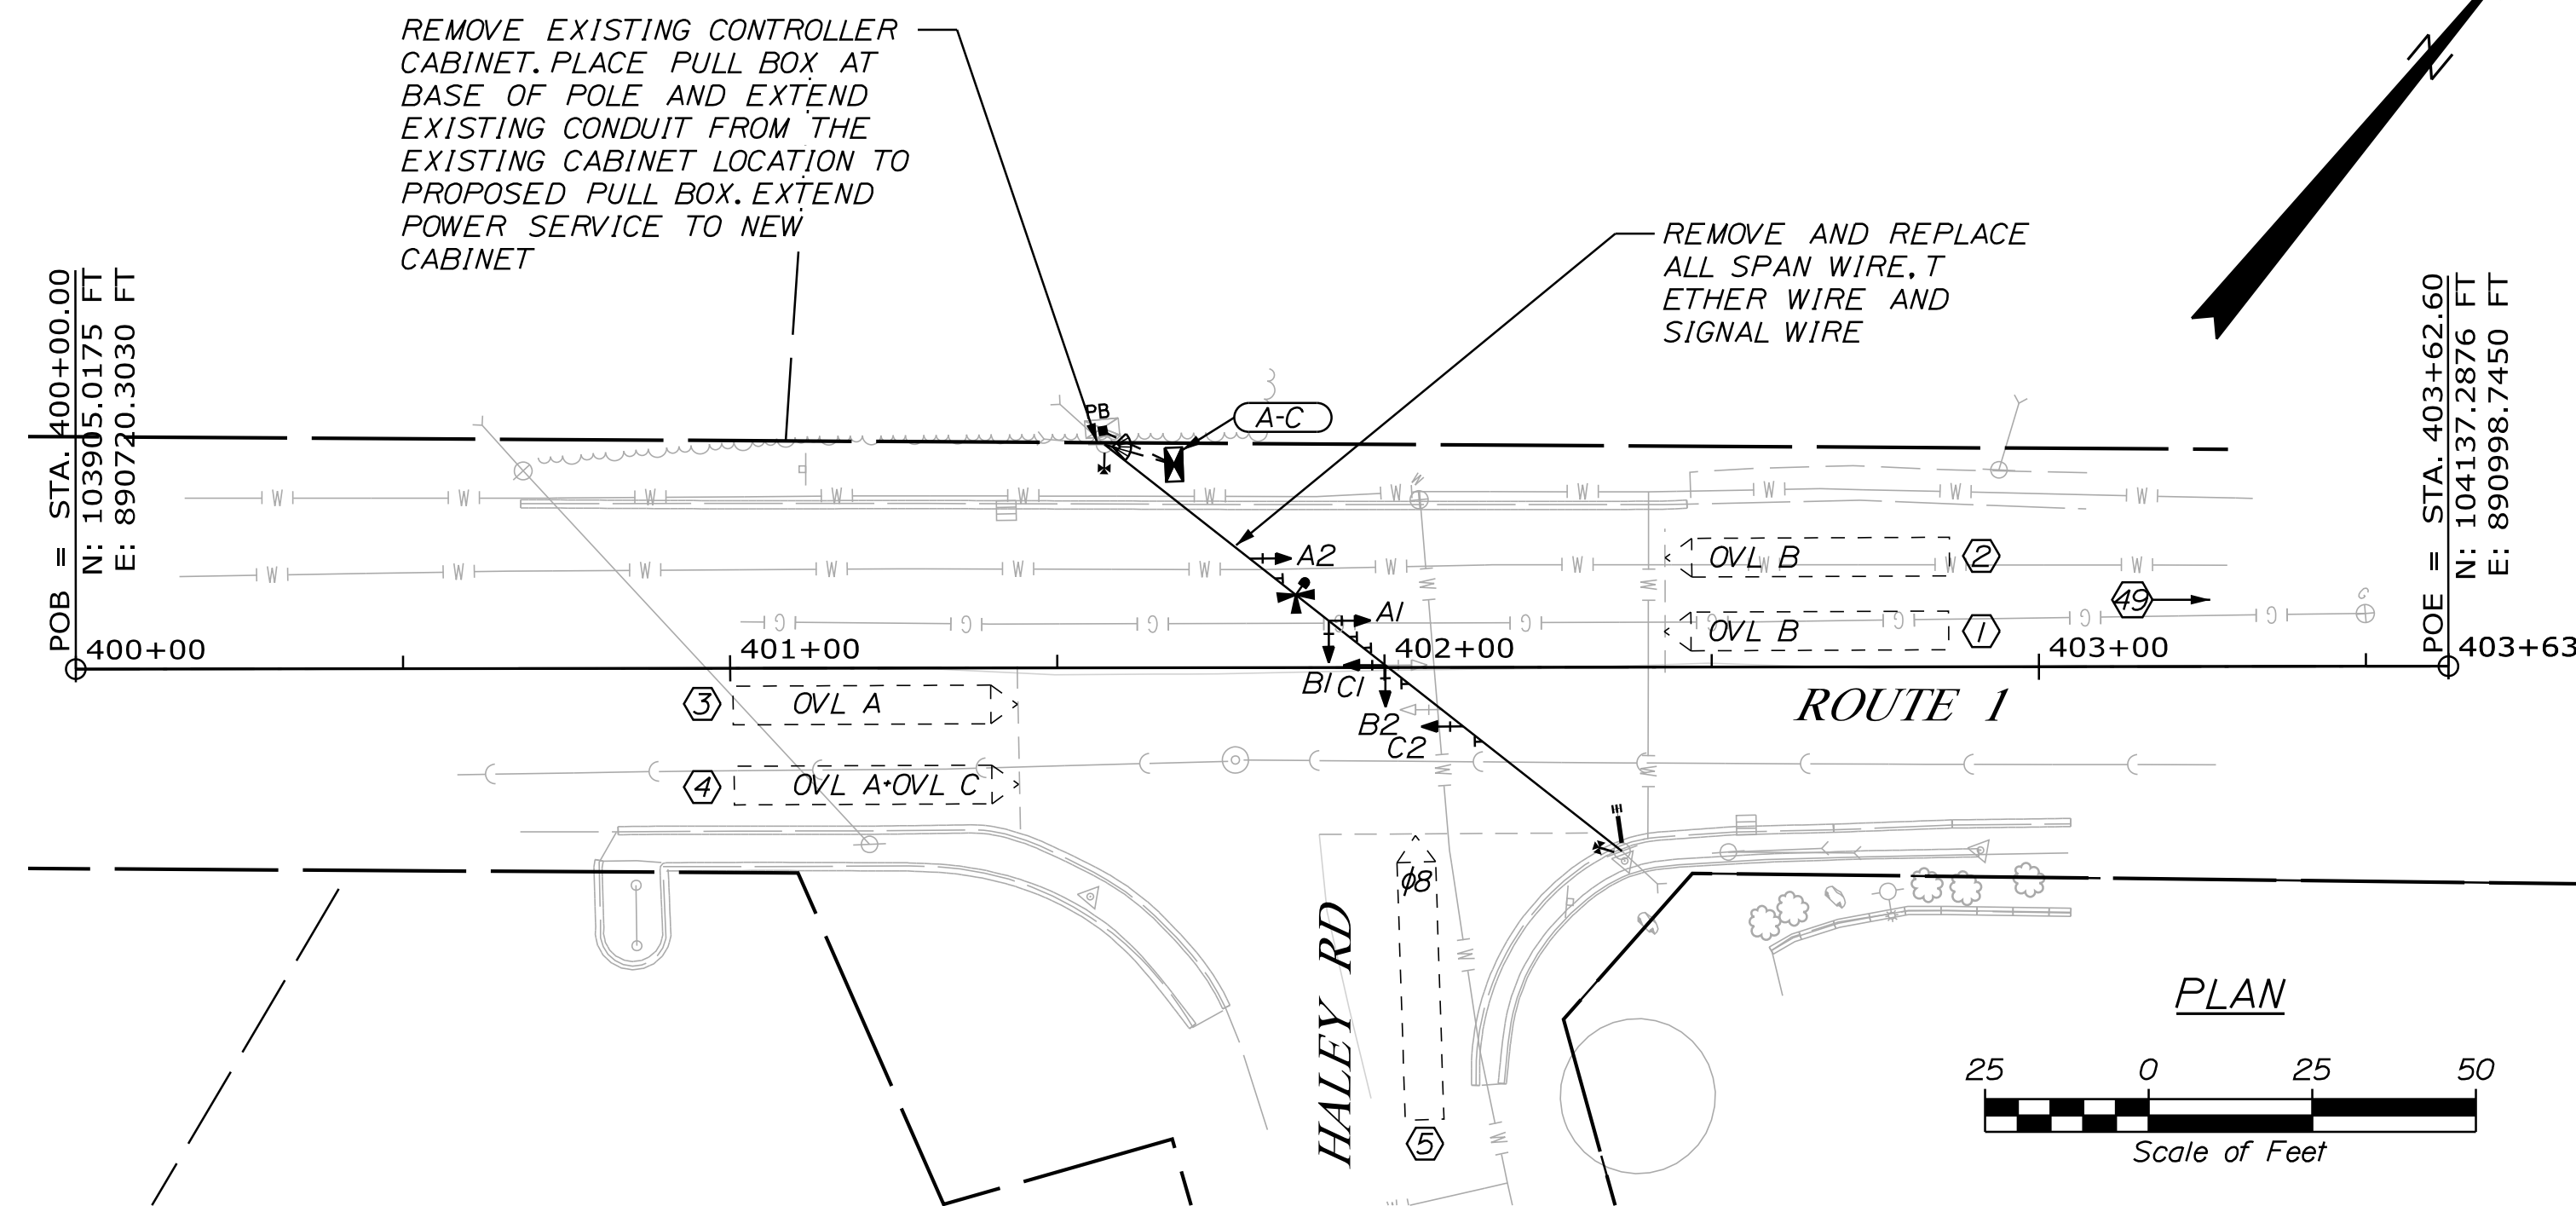 REMOVE EXISTING CONTROLLER
CABINET. PLACE PULL BOX AT
BASE OF POLE AND EXTEND
EXISTING CONDUIT FROM THE
EXISTING CABINET LOCATION TO
PROPOSED PULL BOX. EXTEND
POWER SERVICE TO NEW
CABINET
REMOVE AND REPLACE
ALL SPAN WIRE, T
ETHER WIRE AND
SIGNAL WIRE
POB = STA. 400+00.00
N: 103905.0175 FT
E: 890720.3030 FT
POE = STA. 403+62.60
N: 104137.2876 FT
E: 890998.7450 FT
N
PB
A-C
W W W W W W W W W W W
A2
OVL B
2
W W W W W W W W W W W
A1
OVL B
1
49
G G G G G G G G G
400+00
401+00
402+00
403+00
403+63
B1
C1
B2
C2
ROUTE 1
3
OVL A
4
OVL A+OVL C
ɸ8
5
HALEY RD
W W W W W W W
PLAN
25 0 25 50
Scale of Feet